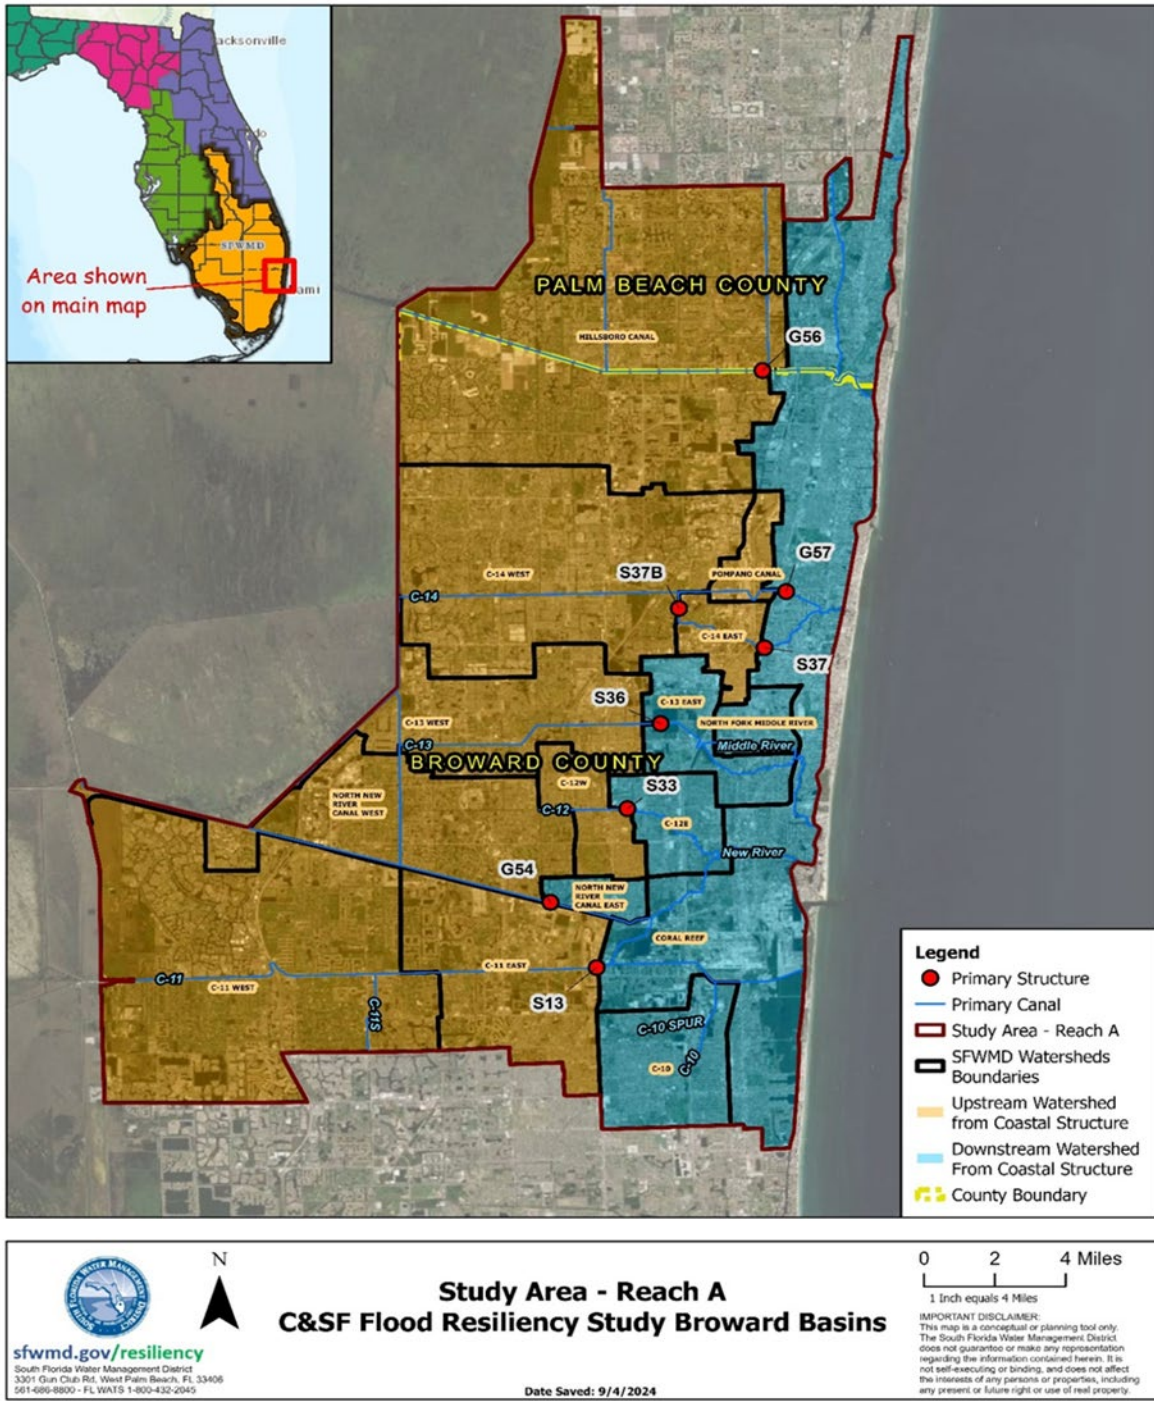 Jacksonville
do
SFWMD
ami
Area shown
on main map
PALM BEACH COUNTY
HILLSBORO CANAL
G56
G57
C-14 WEST
S37B
POMPANO CANAL
C-14
C-14 EAST
S37
S36
C-13 EAST
C-13 WEST
NORTH FORK MIDDLE RIVER
C-13
Middle River
BROWARD COUNTY
C-12W
S33
NORTH NEW
RIVER
CANAL WEST
C-12
C-12E
New River
G54
NORTH NEW
RIVER
CANAL EAST
CORAL REEF
C-11 EAST
C-11
C-11 WEST
S13
C-11S
C-10 SPUR
C-10
C-10
Legend
Primary Structure
Primary Canal
Study Area - Reach A
SFWMD Watersheds
Boundaries
Upstream Watershed
from Coastal Structure
Downstream Watershed
From Coastal Structure
County Boundary
SOUTH FLORIDA WATER MANAGEMENT DISTRICT
sfwmd.gov/resiliency
South Florida Water Management District
3301 Gun Club Rd, West Palm Beach, FL 33406
561-686-8800 - FL WATS 1-800-432-2045
N
Study Area - Reach A
C&SF Flood Resiliency Study Broward Basins
Date Saved: 9/4/2024
0 2 4 Miles
1 Inch equals 4 Miles
IMPORTANT DISCLAIMER:
This map is a conceptual or planning tool only.
The South Florida Water Management District
does not guarantee or make any representation
regarding the information contained herein. It is
not self-executing or binding, and does not affect
the interests of any persons or properties, including
any present or future right or use of real property.